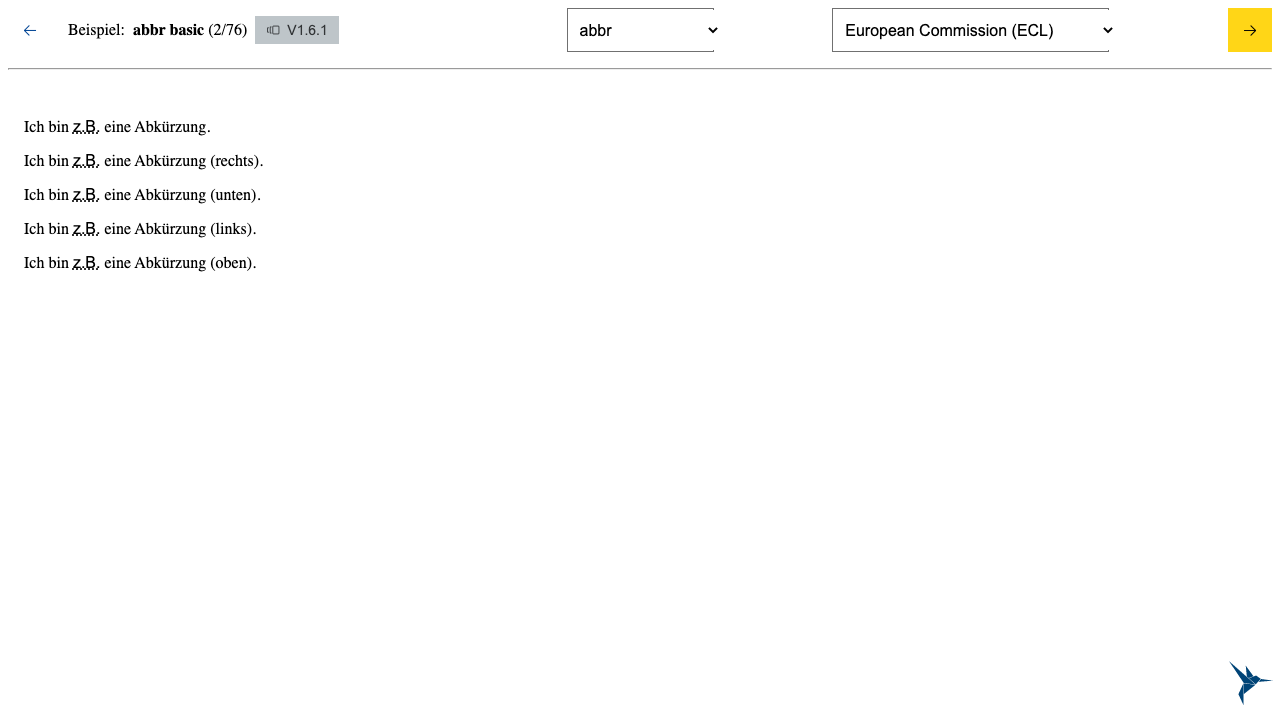 Beispiel: abbr basic (2/76) V1.6.1 abbr European Commission (ECL)
Ich bin z.B. eine Abkürzung.
Ich bin z.B. eine Abkürzung (rechts).
Ich bin z.B. eine Abkürzung (unten).
Ich bin z.B. eine Abkürzung (links).
Ich bin z.B. eine Abkürzung (oben).